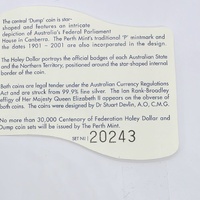 The central 'Dump' coin is star-
shaped and features an intricate
depiction of Australia's Federal Parliament
House in Canberra. The Perth Mint's traditional 'P' mintmark and
the dates 1901 - 2001 are also incorporated in the design.
The Holey Dollar portrays the official badges of each Australian State
and the Northern Territory, positioned around the star-shaped internal
border of the coin.
Both coins are legal tender under the Australian Currency Regulations
Act and are struck from 99.9% fine silver. The Ian Rank-Broadley
effigy of Her Majesty Queen Elizabeth II appears on the obverse of
both coins. The coins were designed by Dr Stuart Devlin, A.O, C.M.G.
No more than 30,000 Centenary of Federation Holey Dollar and
Dump coin sets will be issued by The Perth Mint.
SET NO. 20243